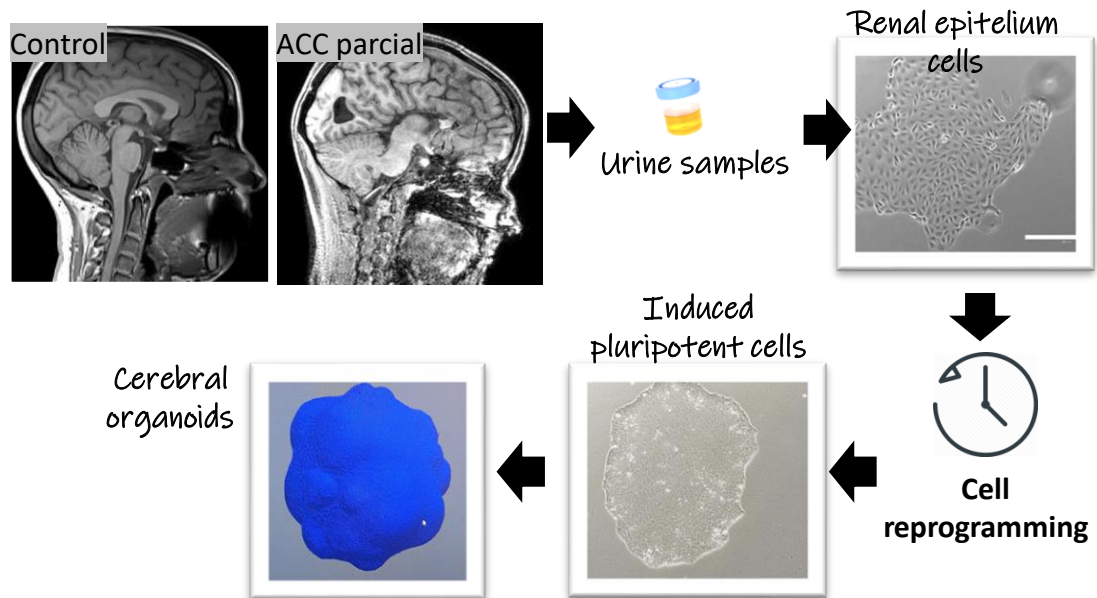 Control
ACC parcial
Urine samples
Renal epitelium
cells
Cell
reprogramming
Induced
pluripotent cells
Cerebral
organoids